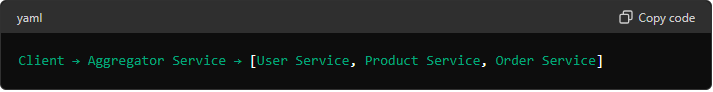 yaml
Copy code
Client → Aggregator Service → [User Service, Product Service, Order Service]